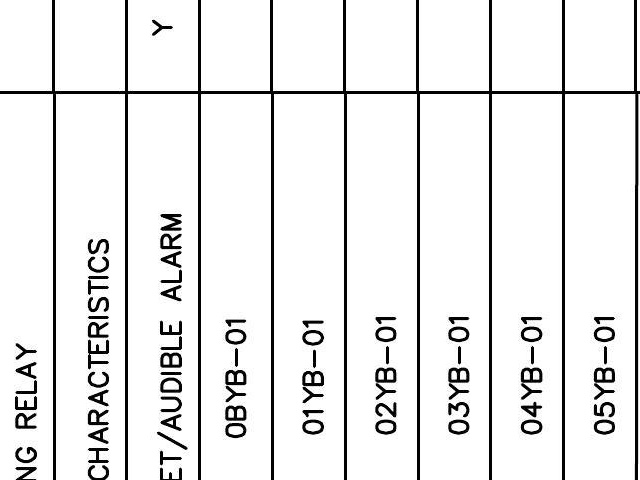 NG RELAY
CHARACTERISTICS
ET/AUDIBLE ALARM Y
0BYB-01
01YB-01
02YB-01
03YB-01
04YB-01
05YB-01